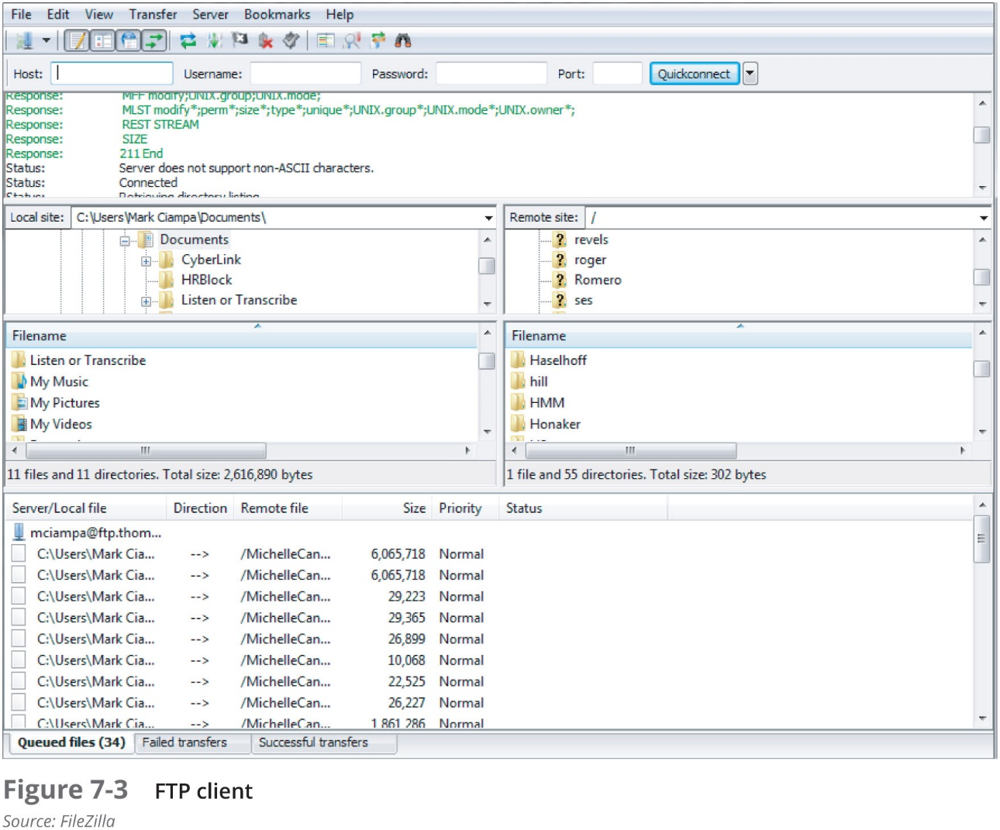 File Edit View Transfer Server Bookmarks Help
Host: Username: Password: Port: Quickconnect
Response: MFF modify;UNIX.group;UNIX.mode;
Response: MLST modify*;perm*;size*;type*;unique*;UNIX.group*;UNIX.mode*;UNIX.owner*;
Response: REST STREAM
Response: SIZE
Response: 211 End
Status: Server does not support non-ASCII characters.
Status: Connected
Status: Retrieving directory listing
Local site: C:\Users\Mark Ciampa\Documents\
Documents
CyberLink
HRBlock
Listen or Transcribe
Remote site: /
revels
roger
Romero
ses
Filename
Listen or Transcribe
My Music
My Pictures
My Videos
11 files and 11 directories. Total size: 2,616,890 bytes
Filename
Haselhoff
hill
HMM
Honaker
1 file and 55 directories. Total size: 302 bytes
Server/Local file Direction Remote file Size Priority Status
mciampa@ftp.thom...
C:\Users\Mark Cia... --> /MichelleCan... 6,065,718 Normal
C:\Users\Mark Cia... --> /MichelleCan... 6,065,718 Normal
C:\Users\Mark Cia... --> /MichelleCan... 29,223 Normal
C:\Users\Mark Cia... --> /MichelleCan... 29,365 Normal
C:\Users\Mark Cia... --> /MichelleCan... 26,899 Normal
C:\Users\Mark Cia... --> /MichelleCan... 10,068 Normal
C:\Users\Mark Cia... --> /MichelleCan... 22,525 Normal
C:\Users\Mark Cia... --> /MichelleCan... 26,227 Normal
C:\Users\Mark Cia... --> /MichelleCan... 1,861,286 Normal
Queued files (34) Failed transfers Successful transfers
Figure 7-3 FTP client
Source: FileZilla